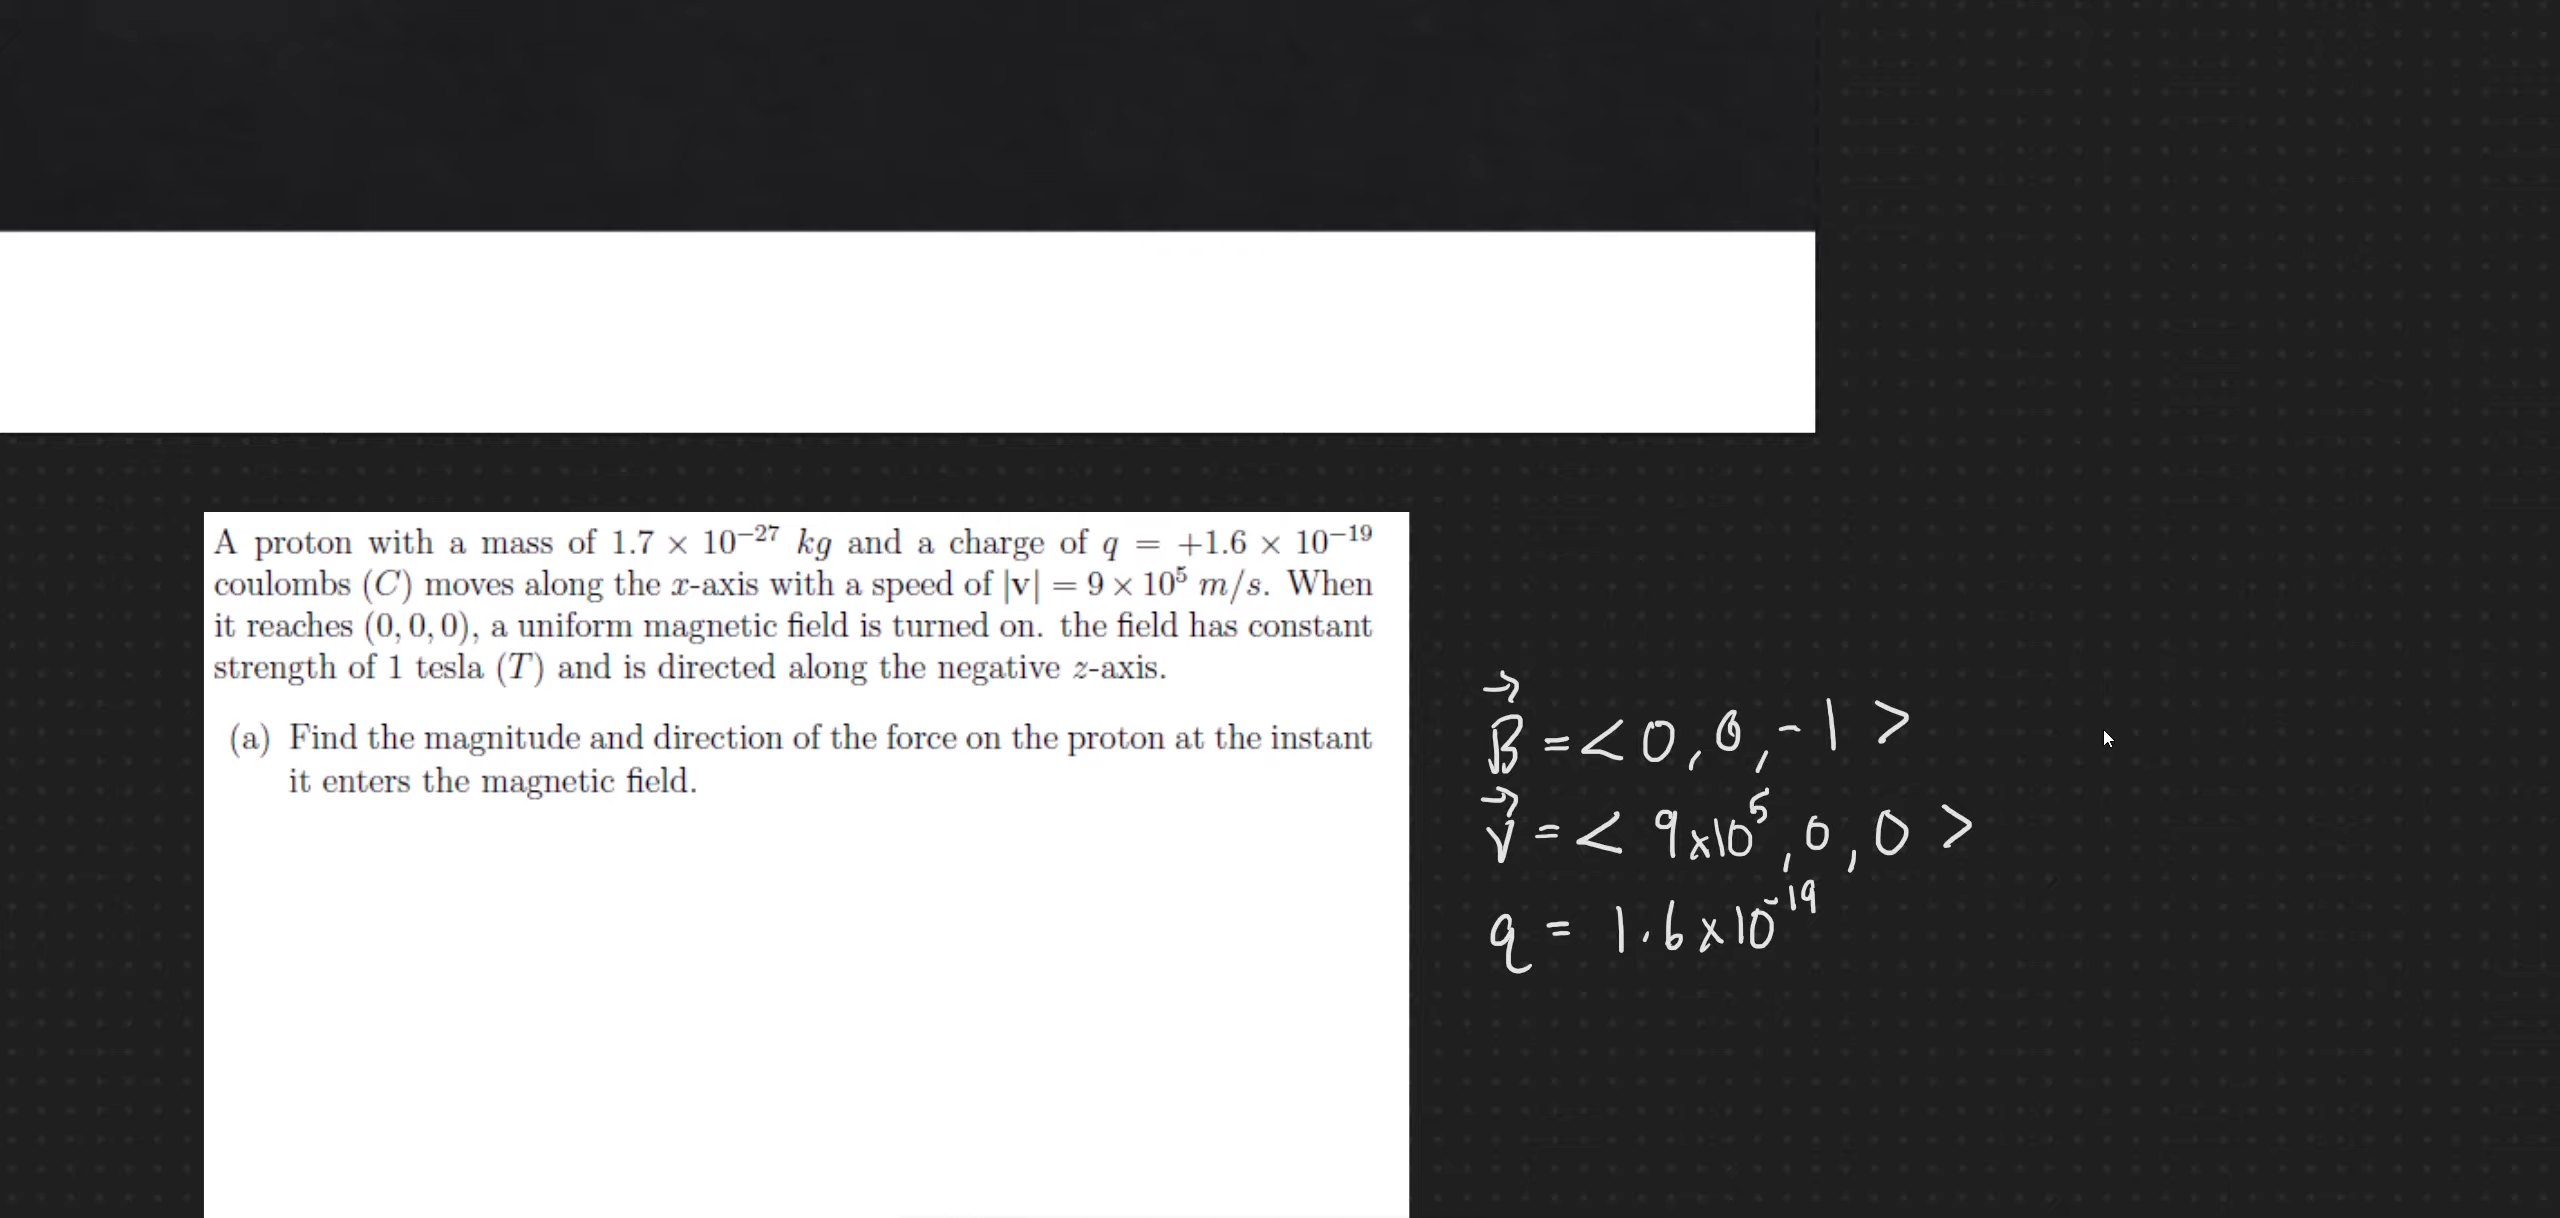 A proton with a mass of 1.7 × 10⁻²⁷ kg and a charge of q = +1.6 × 10⁻¹⁹
coulombs (C) moves along the x-axis with a speed of |v| = 9 × 10⁵ m/s. When
it reaches (0, 0, 0), a uniform magnetic field is turned on. the field has constant
strength of 1 tesla (T) and is directed along the negative z-axis.
(a) Find the magnitude and direction of the force on the proton at the instant
it enters the magnetic field.
B⃗ = <0, 0, -1>
v⃗ = < 9x10⁵, 0, 0 >
q = 1.6x10⁻¹⁹